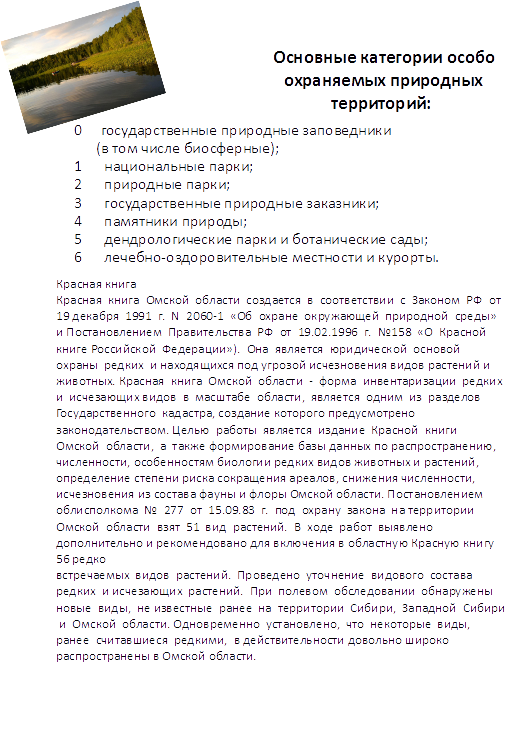 Основные категории особо
охраняемых природных
территорий:
0 государственные природные заповедники
(в том числе биосферные);
1 национальные парки;
2 природные парки;
3 государственные природные заказники;
4 памятники природы;
5 дендрологические парки и ботанические сады;
6 лечебно-оздоровительные местности и курорты.
Красная книга
Красная книга Омской области создается в соответствии с Законом РФ от
19 декабря 1991 г. N 2060-1 «Об охране окружающей природной среды»
и Постановлением Правительства РФ от 19.02.1996 г. №158 «О Красной
книге Российской Федерации»). Она является юридической основой
охраны редких и находящихся под угрозой исчезновения видов растений и
животных. Красная книга Омской области - форма инвентаризации редких
и исчезающих видов в масштабе области, является одним из разделов
Государственного кадастра, создание которого предусмотрено
законодательством. Целью работы является издание Красной книги
Омской области, а также формирование базы данных по распространению,
численности, особенностям биологии редких видов животных и растений,
определение степени риска сокращения ареалов, снижения численности,
исчезновения из состава фауны и флоры Омской области. Постановлением
облисполкома № 277 от 15.09.83 г. под охрану закона на территории
Омской области взят 51 вид растений. В ходе работ выявлено
дополнительно и рекомендовано для включения в областную Красную книгу
56 редко
встречаемых видов растений. Проведено уточнение видового состава
редких и исчезающих растений. При полевом обследовании обнаружены
новые виды, не известные ранее на территории Сибири, Западной Сибири
и Омской области. Одновременно установлено, что некоторые виды,
ранее считавшиеся редкими, в действительности довольно широко
распространены в Омской области.